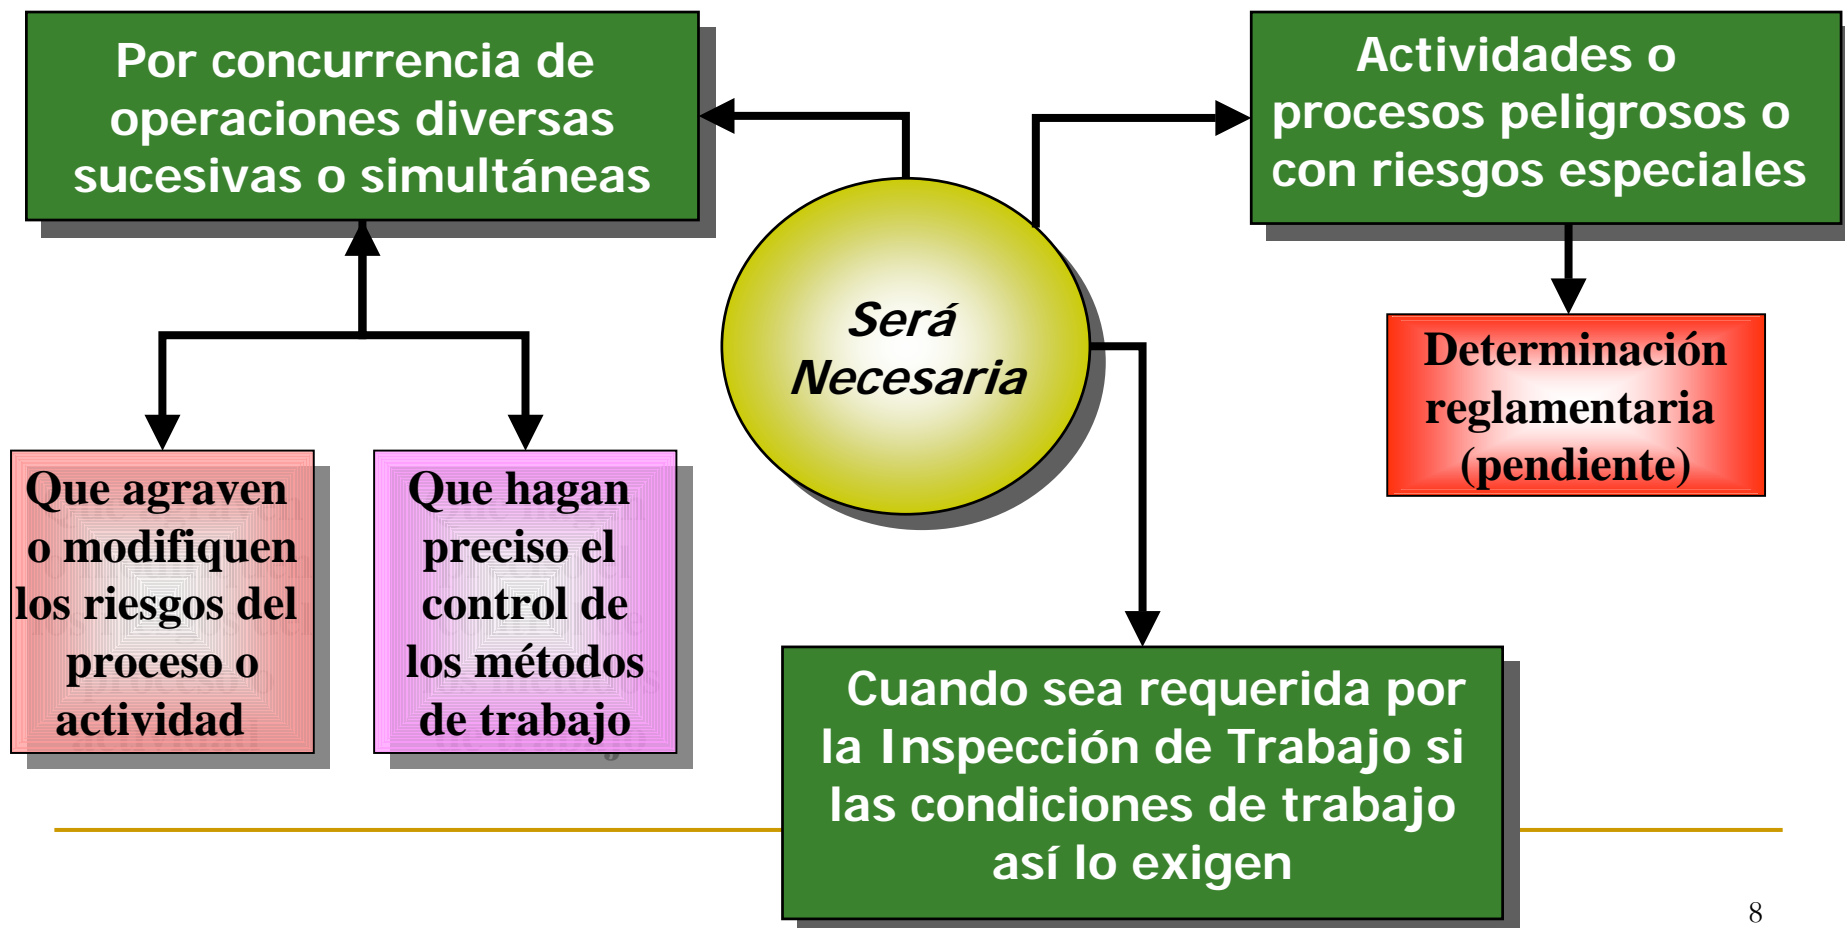 Por concurrencia de
operaciones diversas
sucesivas o simultáneas
Actividades o
procesos peligrosos o
con riesgos especiales
Será
Necesaria
Determinación
reglamentaria
(pendiente)
Que agraven
o modifiquen
los riesgos del
proceso o
actividad
Que hagan
preciso el
control de
los métodos
de trabajo
Cuando sea requerida por
la Inspección de Trabajo si
las condiciones de trabajo
así lo exigen
8